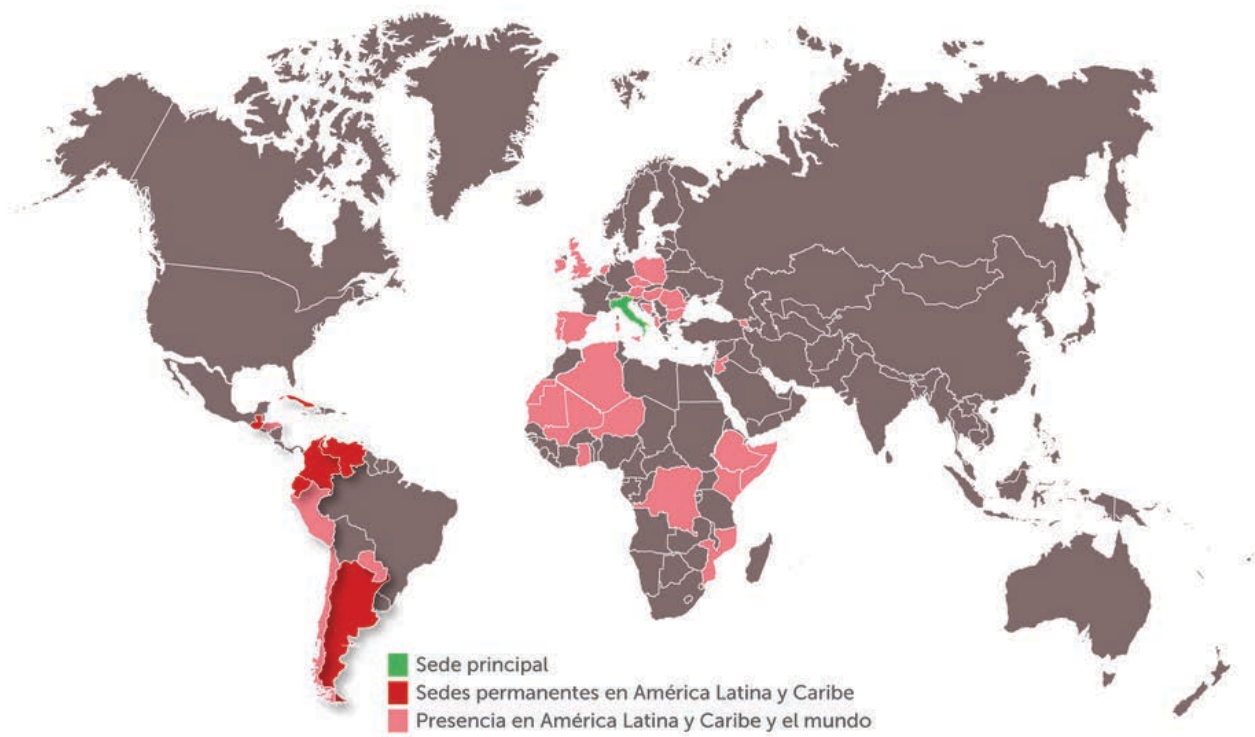 Sede principal
Sedes permanentes en América Latina y Caribe
Presencia en América Latina y Caribe y el mundo